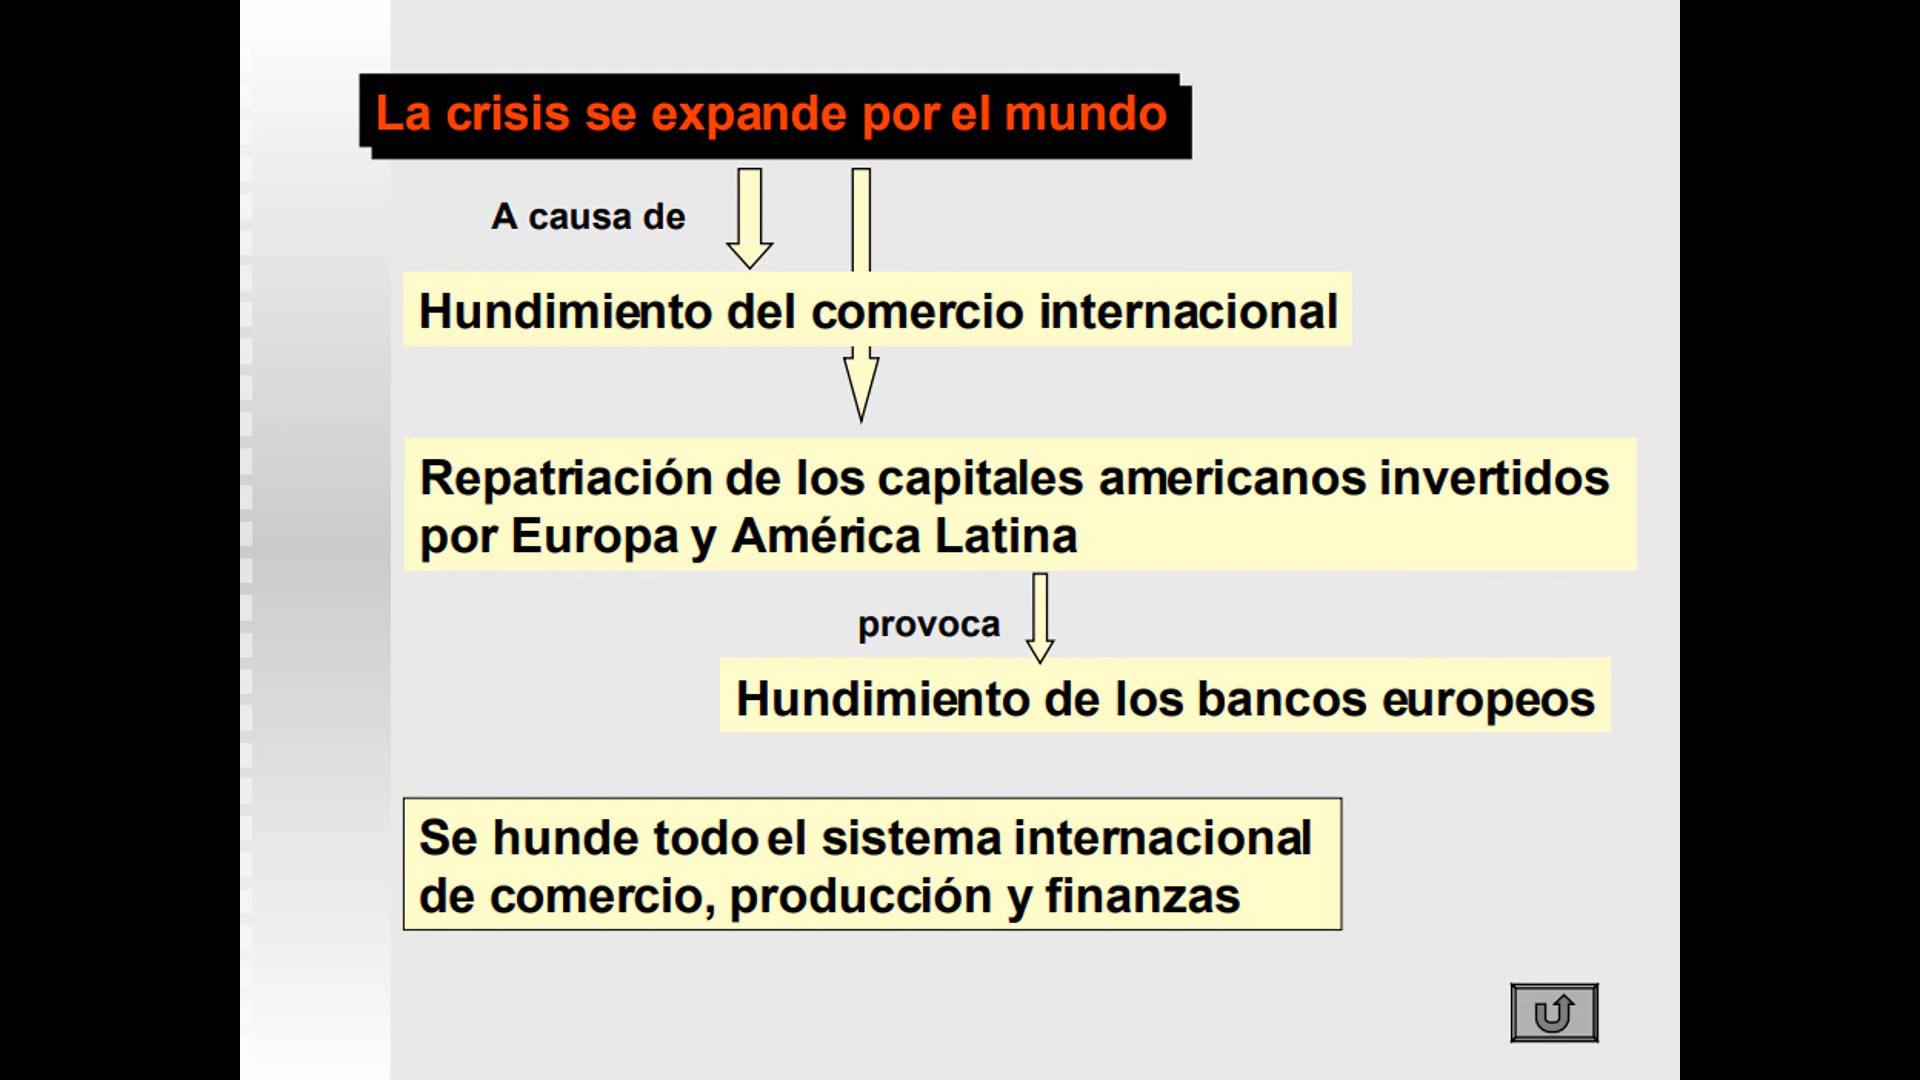 La crisis se expande por el mundo
A causa de
Hundimiento del comercio internacional
Repatriación de los capitales americanos invertidos
por Europa y América Latina
provoca
Hundimiento de los bancos europeos
Se hunde todo el sistema internacional
de comercio, producción y finanzas